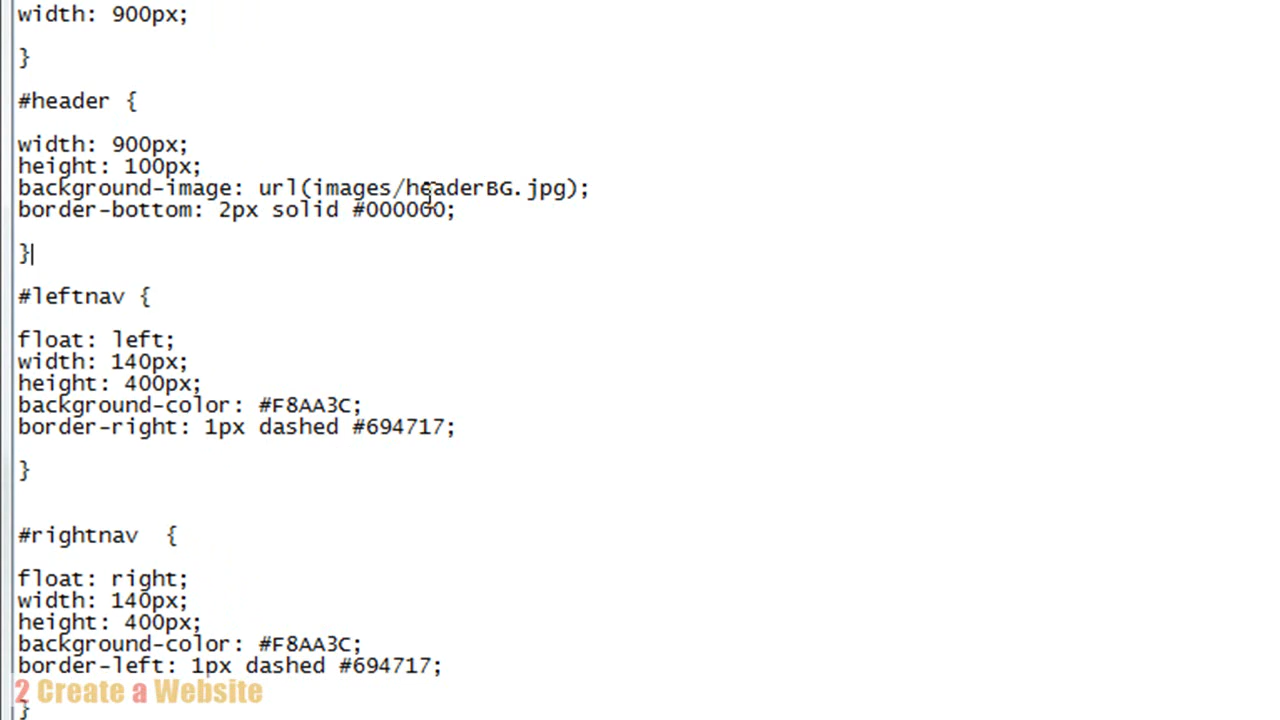 width: 900px;
}
#header {
width: 900px;
height: 100px;
background-image: url(images/headerBG.jpg);
border-bottom: 2px solid #000000;
}
#leftnav {
float: left;
width: 140px;
height: 400px;
background-color: #F8AA3C;
border-right: 1px dashed #694717;
}
#rightnav  {
float: right;
width: 140px;
height: 400px;
background-color: #F8AA3C;
border-left: 1px dashed #694717;
2 Create a Website
}